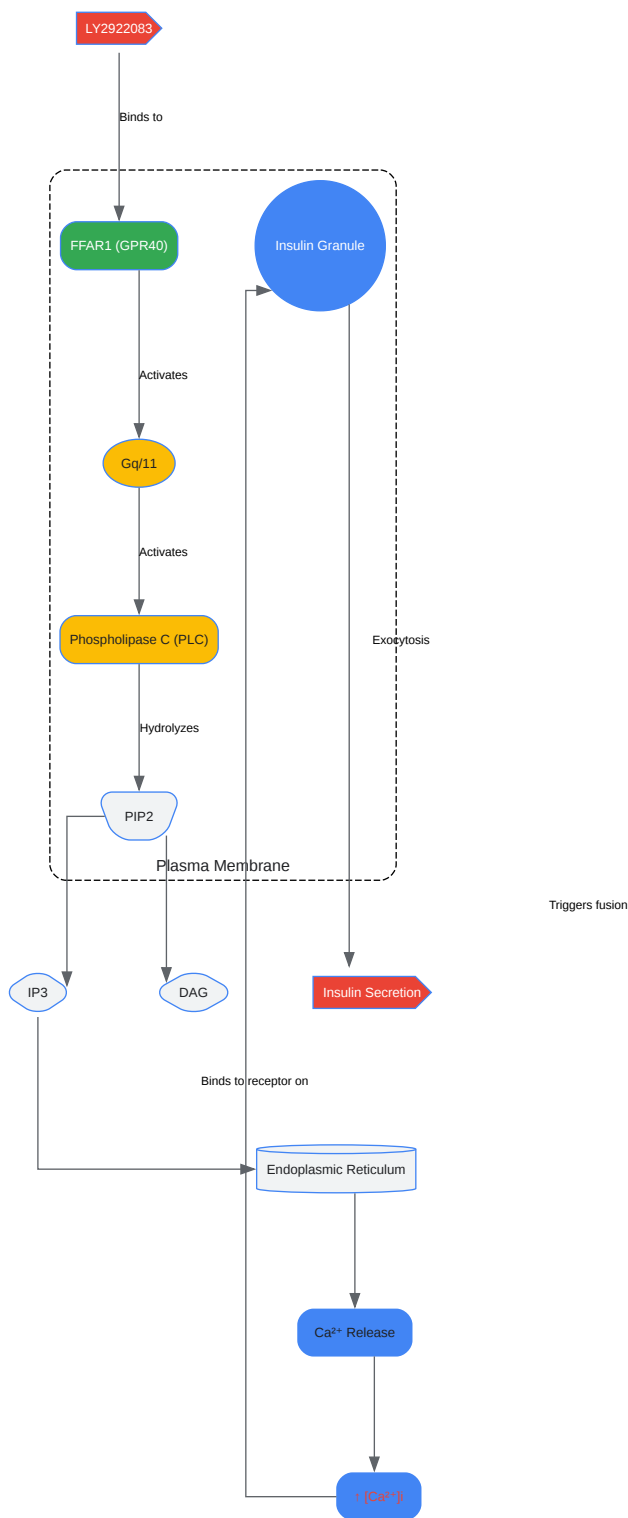 LY2922083
Binds to
FFAR1 (GPR40)
Insulin Granule
Activates
Gq/11
Activates
Phospholipase C (PLC)
Exocytosis
Hydrolyzes
PIP2
Plasma Membrane
Triggers fusion
IP3
DAG
Insulin Secretion
Binds to receptor on
Endoplasmic Reticulum
Ca²⁺ Release
↑ [Ca²⁺]i